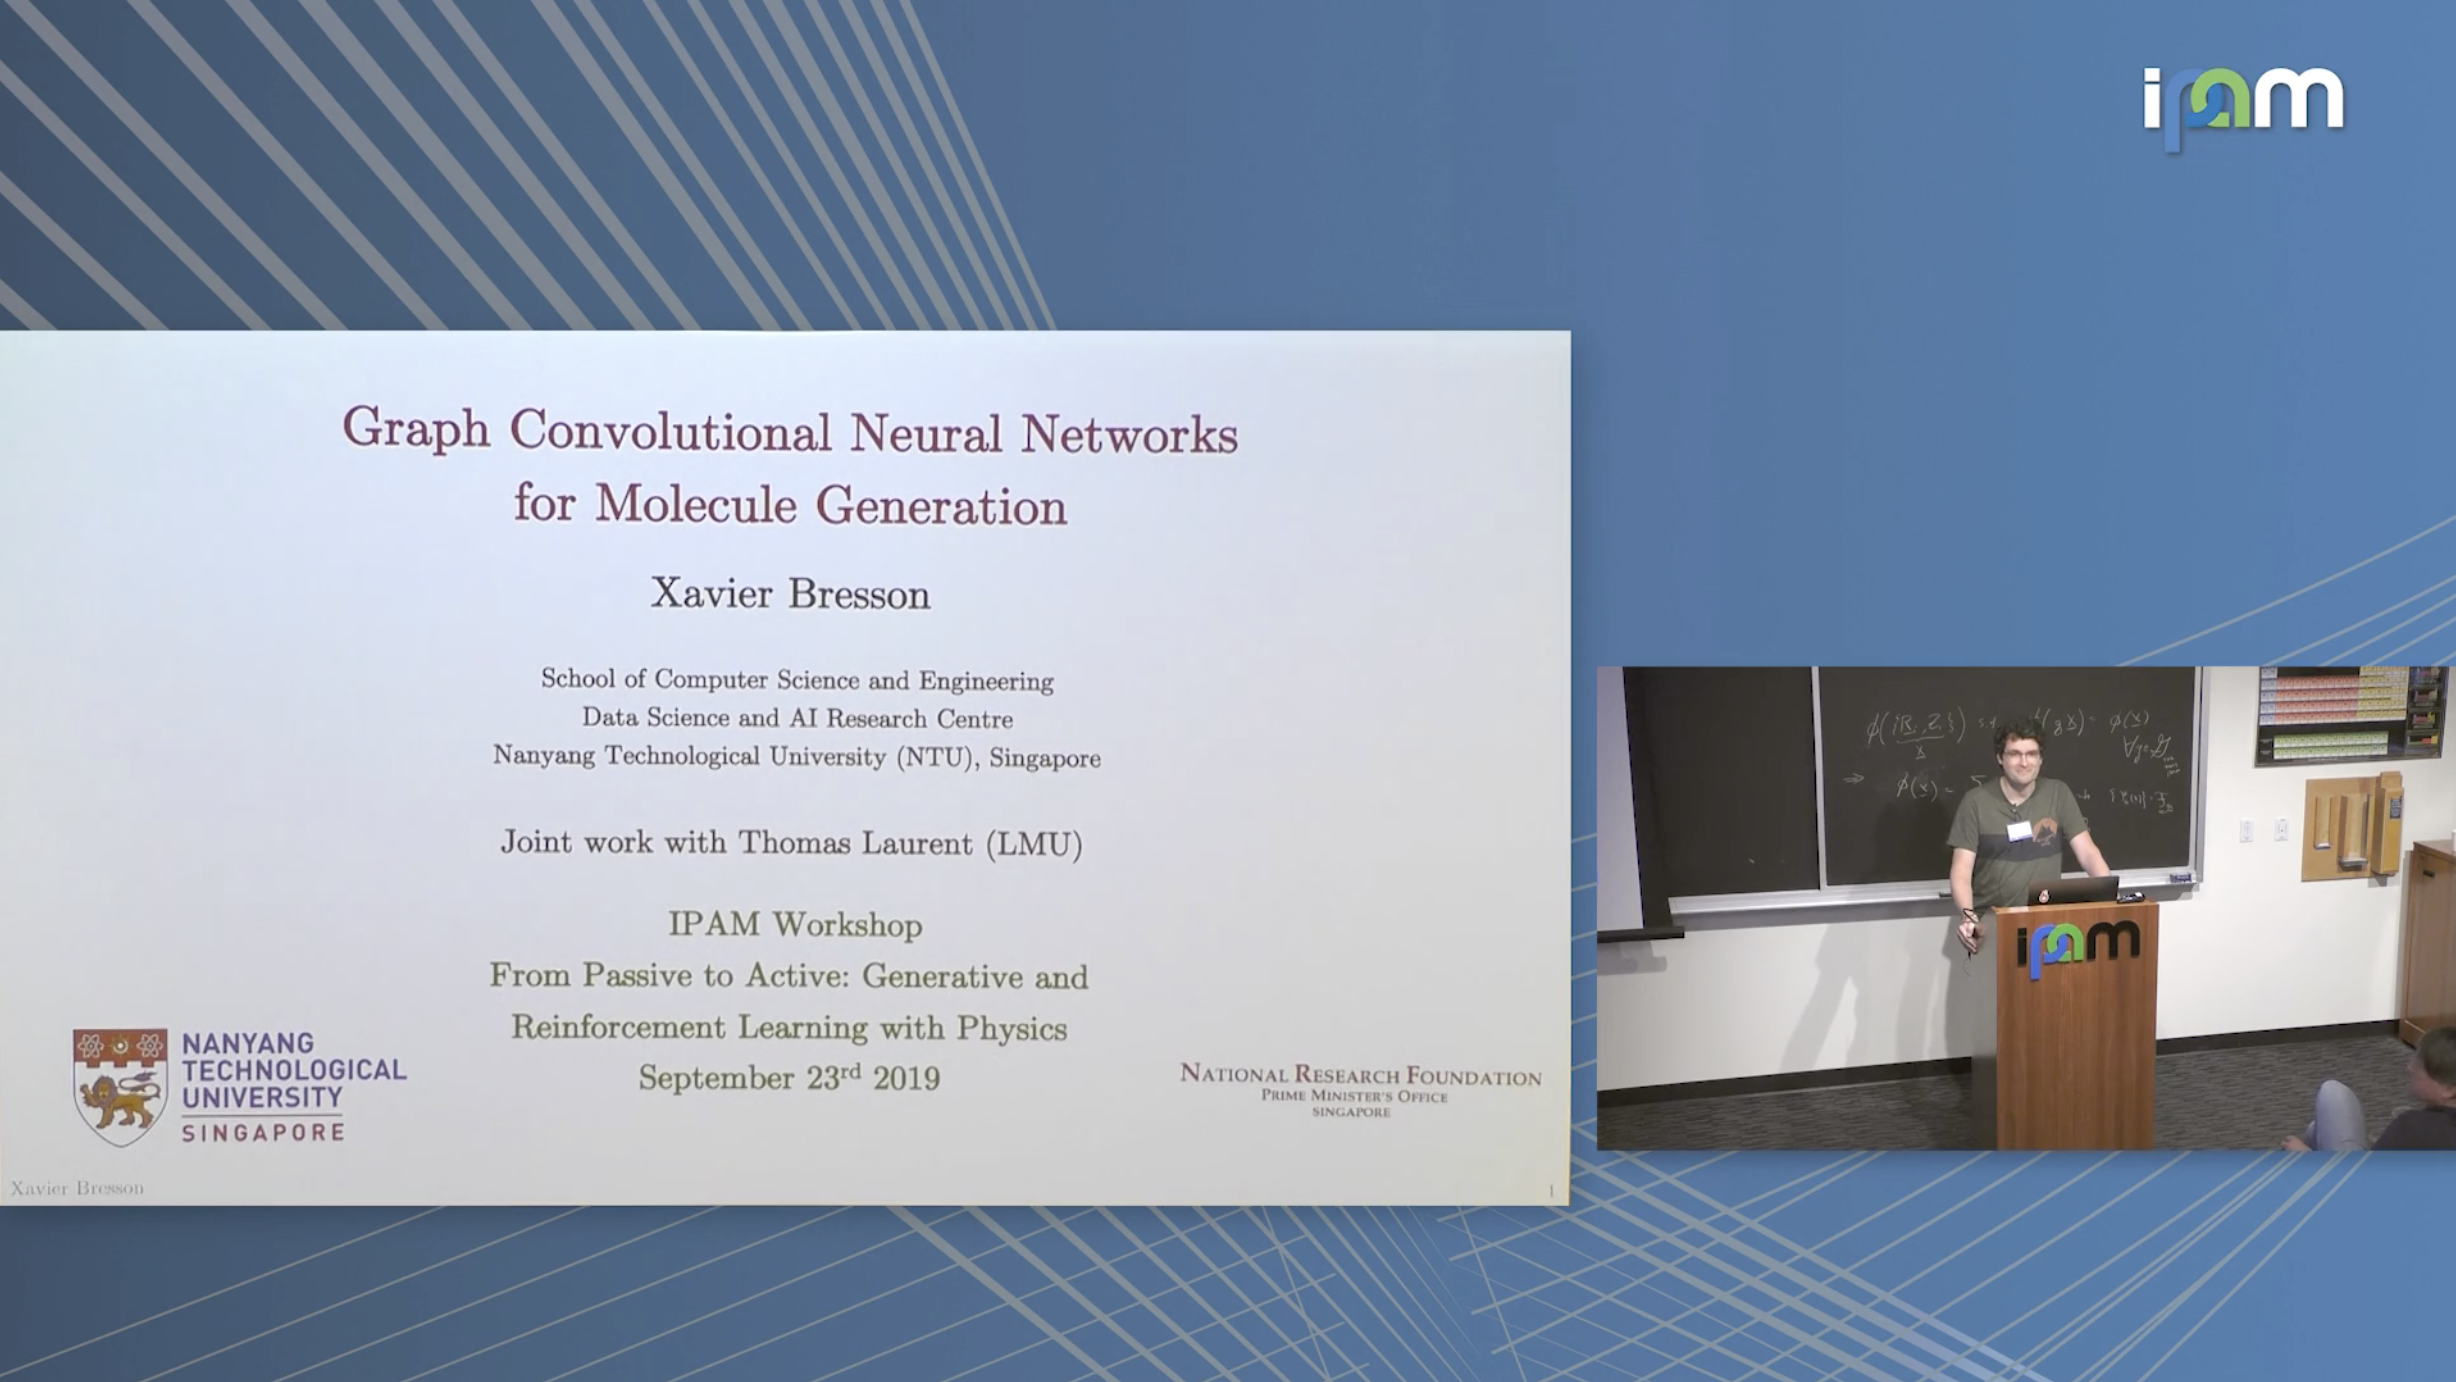 ipam
Graph Convolutional Neural Networks
for Molecule Generation
Xavier Bresson
School of Computer Science and Engineering
Data Science and AI Research Centre
Nanyang Technological University (NTU), Singapore
Joint work with Thomas Laurent (LMU)
IPAM Workshop
From Passive to Active: Generative and
Reinforcement Learning with Physics
September 23rd 2019
NANYANG
TECHNOLOGICAL
UNIVERSITY
SINGAPORE
NATIONAL RESEARCH FOUNDATION
PRIME MINISTER'S OFFICE
SINGAPORE
Xavier Bresson
1
ipam